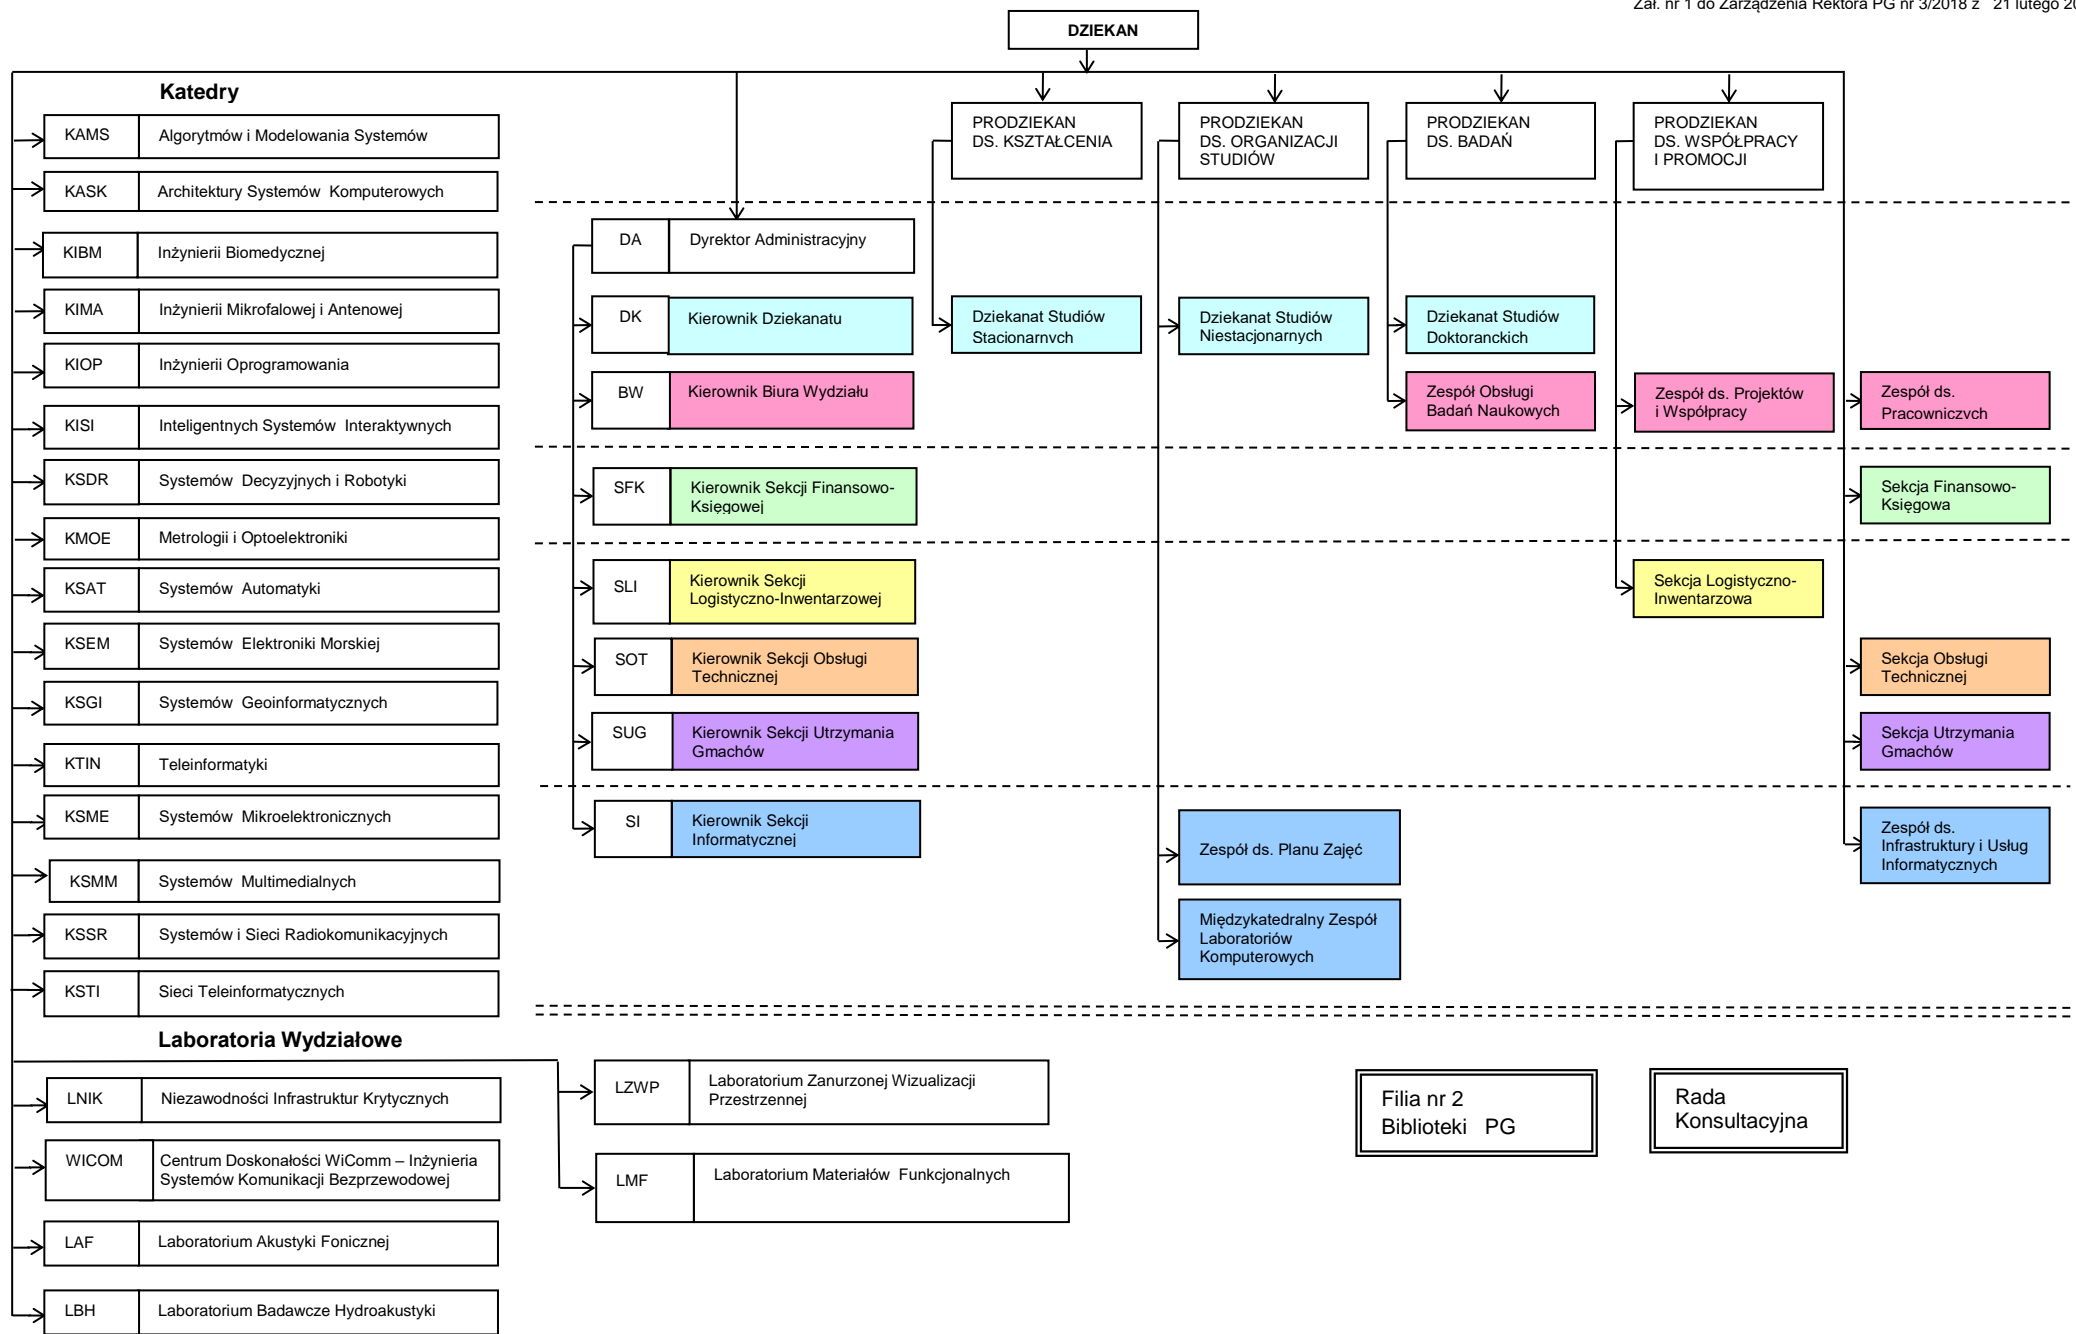 Zał. nr 1 do Zarządzenia Rektora PG nr 3/2018 z 21 lutego 20
DZIEKAN
Katedry
KAMS Algorytmów i Modelowania Systemów
KASK Architektury Systemów Komputerowych
KIBM Inżynierii Biomedycznej
KIMA Inżynierii Mikrofalowej i Antenowej
KIOP Inżynierii Oprogramowania
KISI Inteligentnych Systemów Interaktywnych
KSDR Systemów Decyzyjnych i Robotyki
KMOE Metrologii i Optoelektroniki
KSAT Systemów Automatyki
KSEM Systemów Elektroniki Morskiej
KSGI Systemów Geoinformatycznych
KTIN Teleinformatyki
KSME Systemów Mikroelektronicznych
KSMM Systemów Multimedialnych
KSSR Systemów i Sieci Radiokomunikacyjnych
KSTI Sieci Teleinformatycznych
PRODZIEKAN
DS. KSZTAŁCENIA
PRODZIEKAN
DS. ORGANIZACJI
STUDIÓW
PRODZIEKAN
DS. BADAŃ
PRODZIEKAN
DS. WSPÓŁPRACY
I PROMOCJI
DA Dyrektor Administracyjny
DK Kierownik Dziekanatu
Dziekanat Studiów
Stacjonarnych
Dziekanat Studiów
Niestacjonarnych
Dziekanat Studiów
Doktoranckich
BW Kierownik Biura Wydziału
Zespół Obsługi
Badań Naukowych
Zespół ds. Projektów
i Współpracy
Zespół ds.
Pracowniczych
SFK Kierownik Sekcji Finansowo-
Księgowej
Sekcja Finansowo-
Księgowa
SLI Kierownik Sekcji
Logistyczno-Inwentarzowej
Sekcja Logistyczno-
Inwentarzowa
SOT Kierownik Sekcji Obsługi
Technicznej
Sekcja Obsługi
Technicznej
SUG Kierownik Sekcji Utrzymania
Gmachów
Sekcja Utrzymania
Gmachów
SI Kierownik Sekcji
Informatycznej
Zespół ds. Planu Zajęć
Zespół ds.
Infrastruktury i Usług
Informatycznych
Międzykatedralny Zespół
Laboratoriów
Komputerowych
Laboratoria Wydziałowe
LNIK Niezawodności Infrastruktur Krytycznych
WICOM Centrum Doskonałości WiComm – Inżynieria
Systemów Komunikacji Bezprzewodowej
LAF Laboratorium Akustyki Fonicznej
LBH Laboratorium Badawcze Hydroakustyki
LZWP Laboratorium Zanurzonej Wizualizacji
Przestrzennej
LMF Laboratorium Materiałów Funkcjonalnych
Filia nr 2
Biblioteki PG
Rada
Konsultacyjna